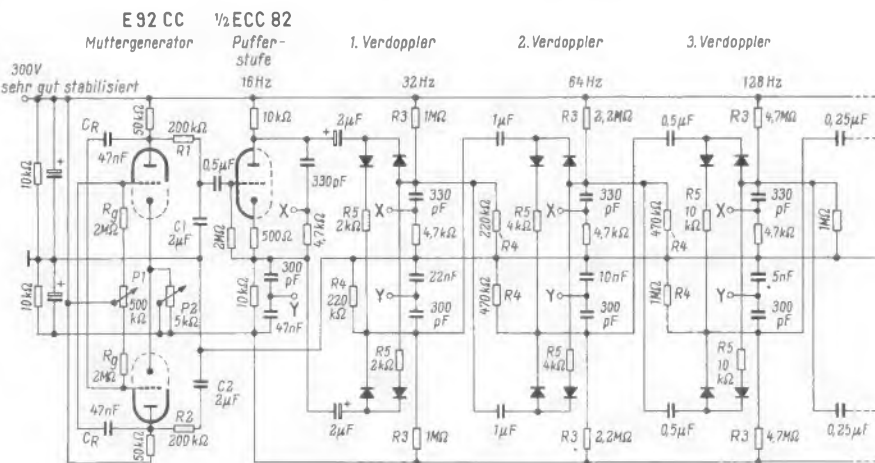 E 92 CC
½ ECC 82
Muttergenerator
Puffer-
stufe
1. Verdoppler
2. Verdoppler
3. Verdoppler
16 Hz
32 Hz
64 Hz
128 Hz
300V
sehr gut stabilisiert
50kΩ
200kΩ
R1
CR
47nF
10kΩ
0,5µF
330pF
2µF
R3
1MΩ
1µF
R3
2,2MΩ
0,5µF
R3
4,7MΩ
0,25µF
10kΩ
Rg
2MΩ
C1
2µF
2MΩ
500Ω
X
4,7kΩ
R5
2kΩ
X
330
pF
4,7kΩ
220kΩ
R4
R5
4kΩ
X
330
pF
4,7kΩ
470kΩ
R4
R5
10
kΩ
X
330
pF
4,7kΩ
1MΩ
10kΩ
P1
500
kΩ
P2
5kΩ
10kΩ
300
pF
Y
47nF
R4
220
kΩ
Y
22nF
300
pF
470kΩ
R4
Y
10nF
300
pF
1MΩ
R4
Y
5nF
300
pF
Rg
2MΩ
C2
2µF
R5
2kΩ
R5
4kΩ
R5
10
kΩ
47nF
CR
R2
200kΩ
50kΩ
2µF
R3
1MΩ
1µF
R3
2,2MΩ
0,5µF
R3
4,7MΩ
0,25µF